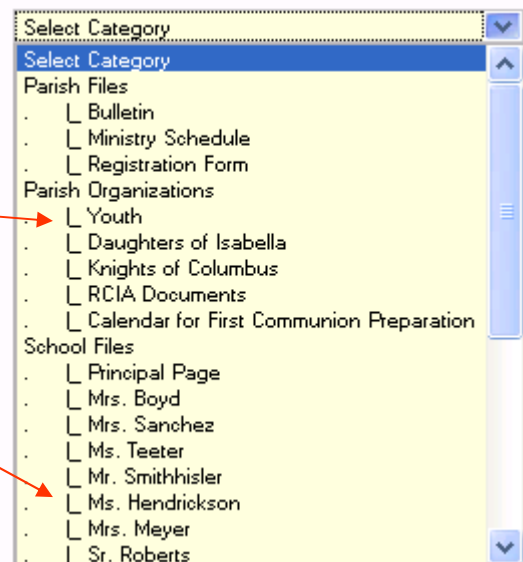 Select Category
Select Category
Parish Files
. |_ Bulletin
. |_ Ministry Schedule
. |_ Registration Form
Parish Organizations
. |_ Youth
. |_ Daughters of Isabella
. |_ Knights of Columbus
. |_ RCIA Documents
. |_ Calendar for First Communion Preparation
School Files
. |_ Principal Page
. |_ Mrs. Boyd
. |_ Mrs. Sanchez
. |_ Ms. Teeter
. |_ Mr. Smithhisler
. |_ Ms. Hendrickson
. |_ Mrs. Meyer
. |_ Sr. Roberts